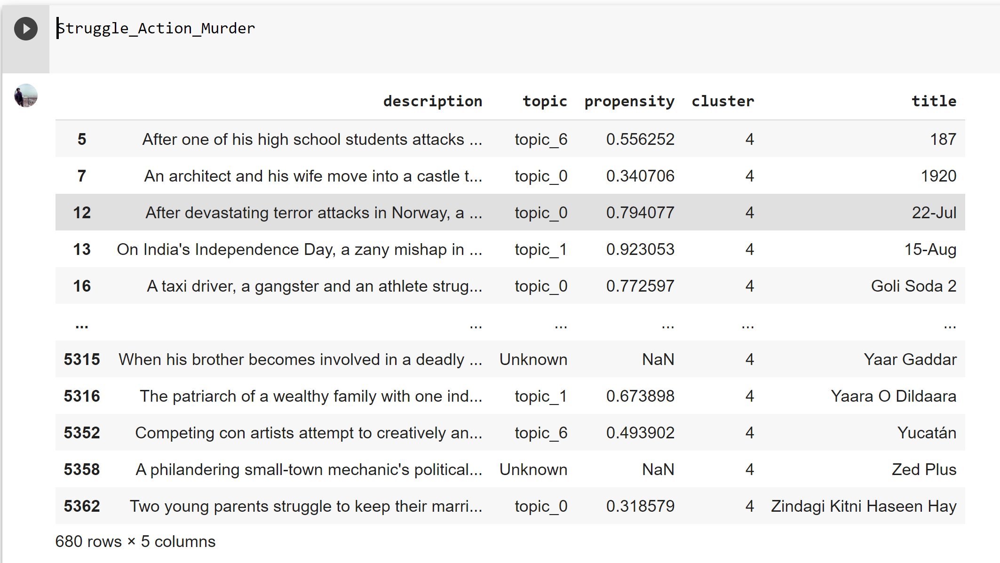 Struggle_Action_Murder
description topic propensity cluster title
5 After one of his high school students attacks ... topic_6 0.556252 4 187
7 An architect and his wife move into a castle t... topic_0 0.340706 4 1920
12 After devastating terror attacks in Norway, a ... topic_0 0.794077 4 22-Jul
13 On India's Independence Day, a zany mishap in ... topic_1 0.923053 4 15-Aug
16 A taxi driver, a gangster and an athlete strug... topic_0 0.772597 4 Goli Soda 2
... ... ... ... ... ...
5315 When his brother becomes involved in a deadly ... Unknown NaN 4 Yaar Gaddar
5316 The patriarch of a wealthy family with one ind... topic_1 0.673898 4 Yaara O Dildaara
5352 Competing con artists attempt to creatively an... topic_6 0.493902 4 Yucatán
5358 A philandering small-town mechanic's political... Unknown NaN 4 Zed Plus
5362 Two young parents struggle to keep their marri... topic_0 0.318579 4 Zindagi Kitni Haseen Hay
680 rows × 5 columns